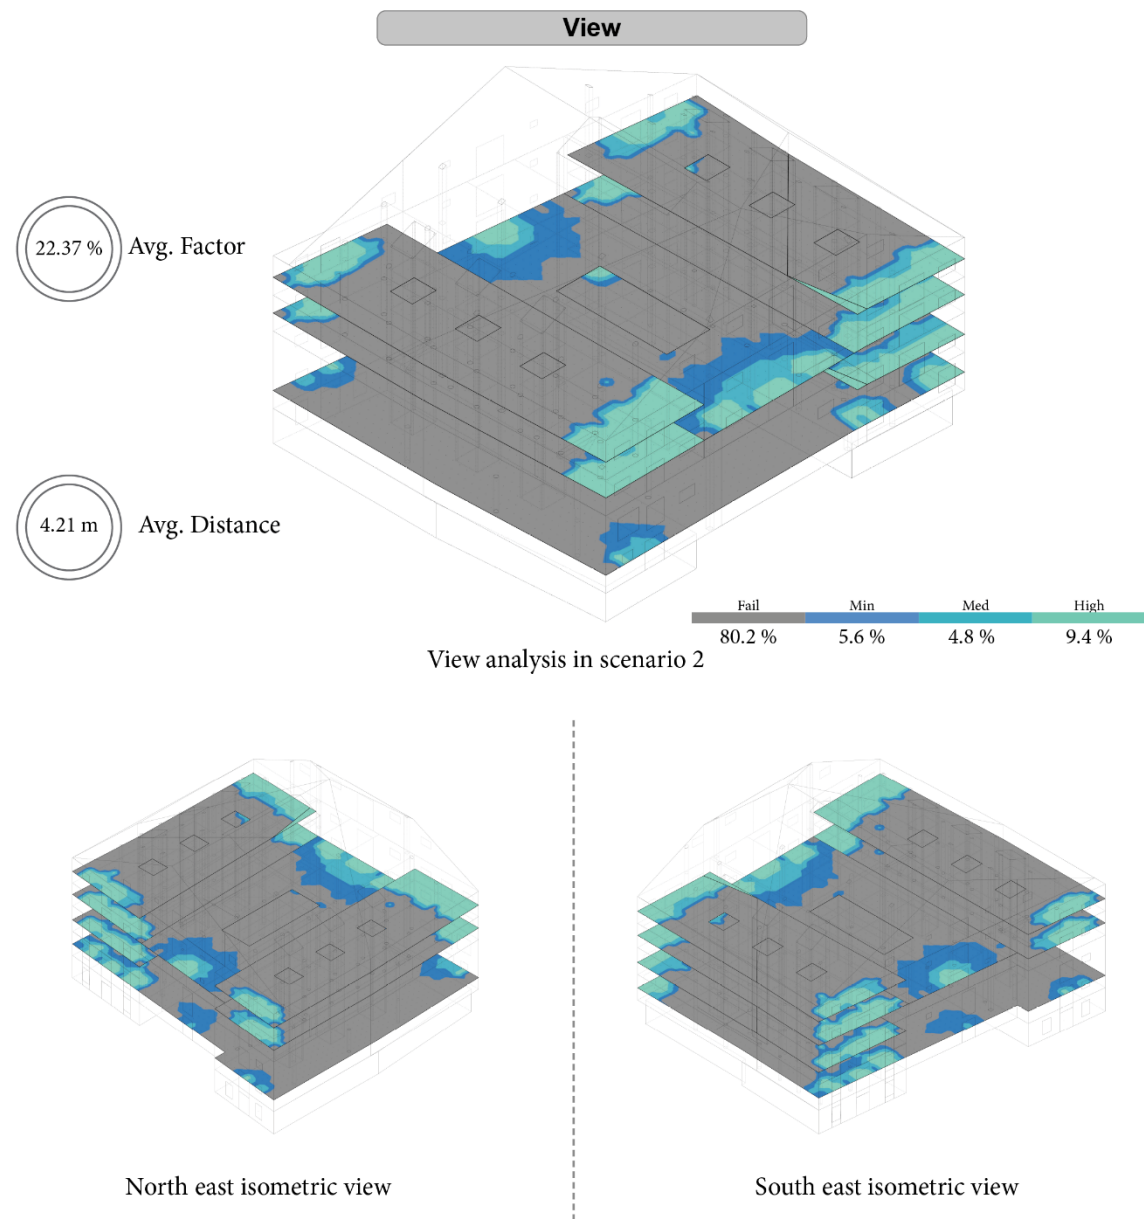 View
22.37 % Avg. Factor
4.21 m Avg. Distance
Fail Min Med High
80.2 % 5.6 % 4.8 % 9.4 %
View analysis in scenario 2
North east isometric view
South east isometric view